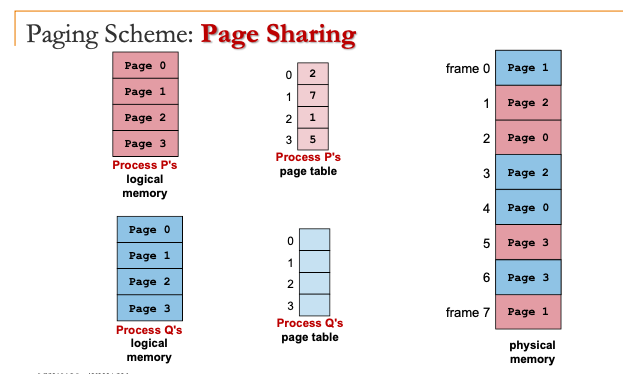 Paging Scheme: Page Sharing
Page 0
Page 1
Page 2
Page 3
Process P's
logical
memory
0 2
1 7
2 1
3 5
Process P's
page table
Page 0
Page 1
Page 2
Page 3
Process Q's
logical
memory
0
1
2
3
Process Q's
page table
frame 0 Page 1
1 Page 2
2 Page 0
3 Page 2
4 Page 0
5 Page 3
6 Page 3
frame 7 Page 1
physical
memory